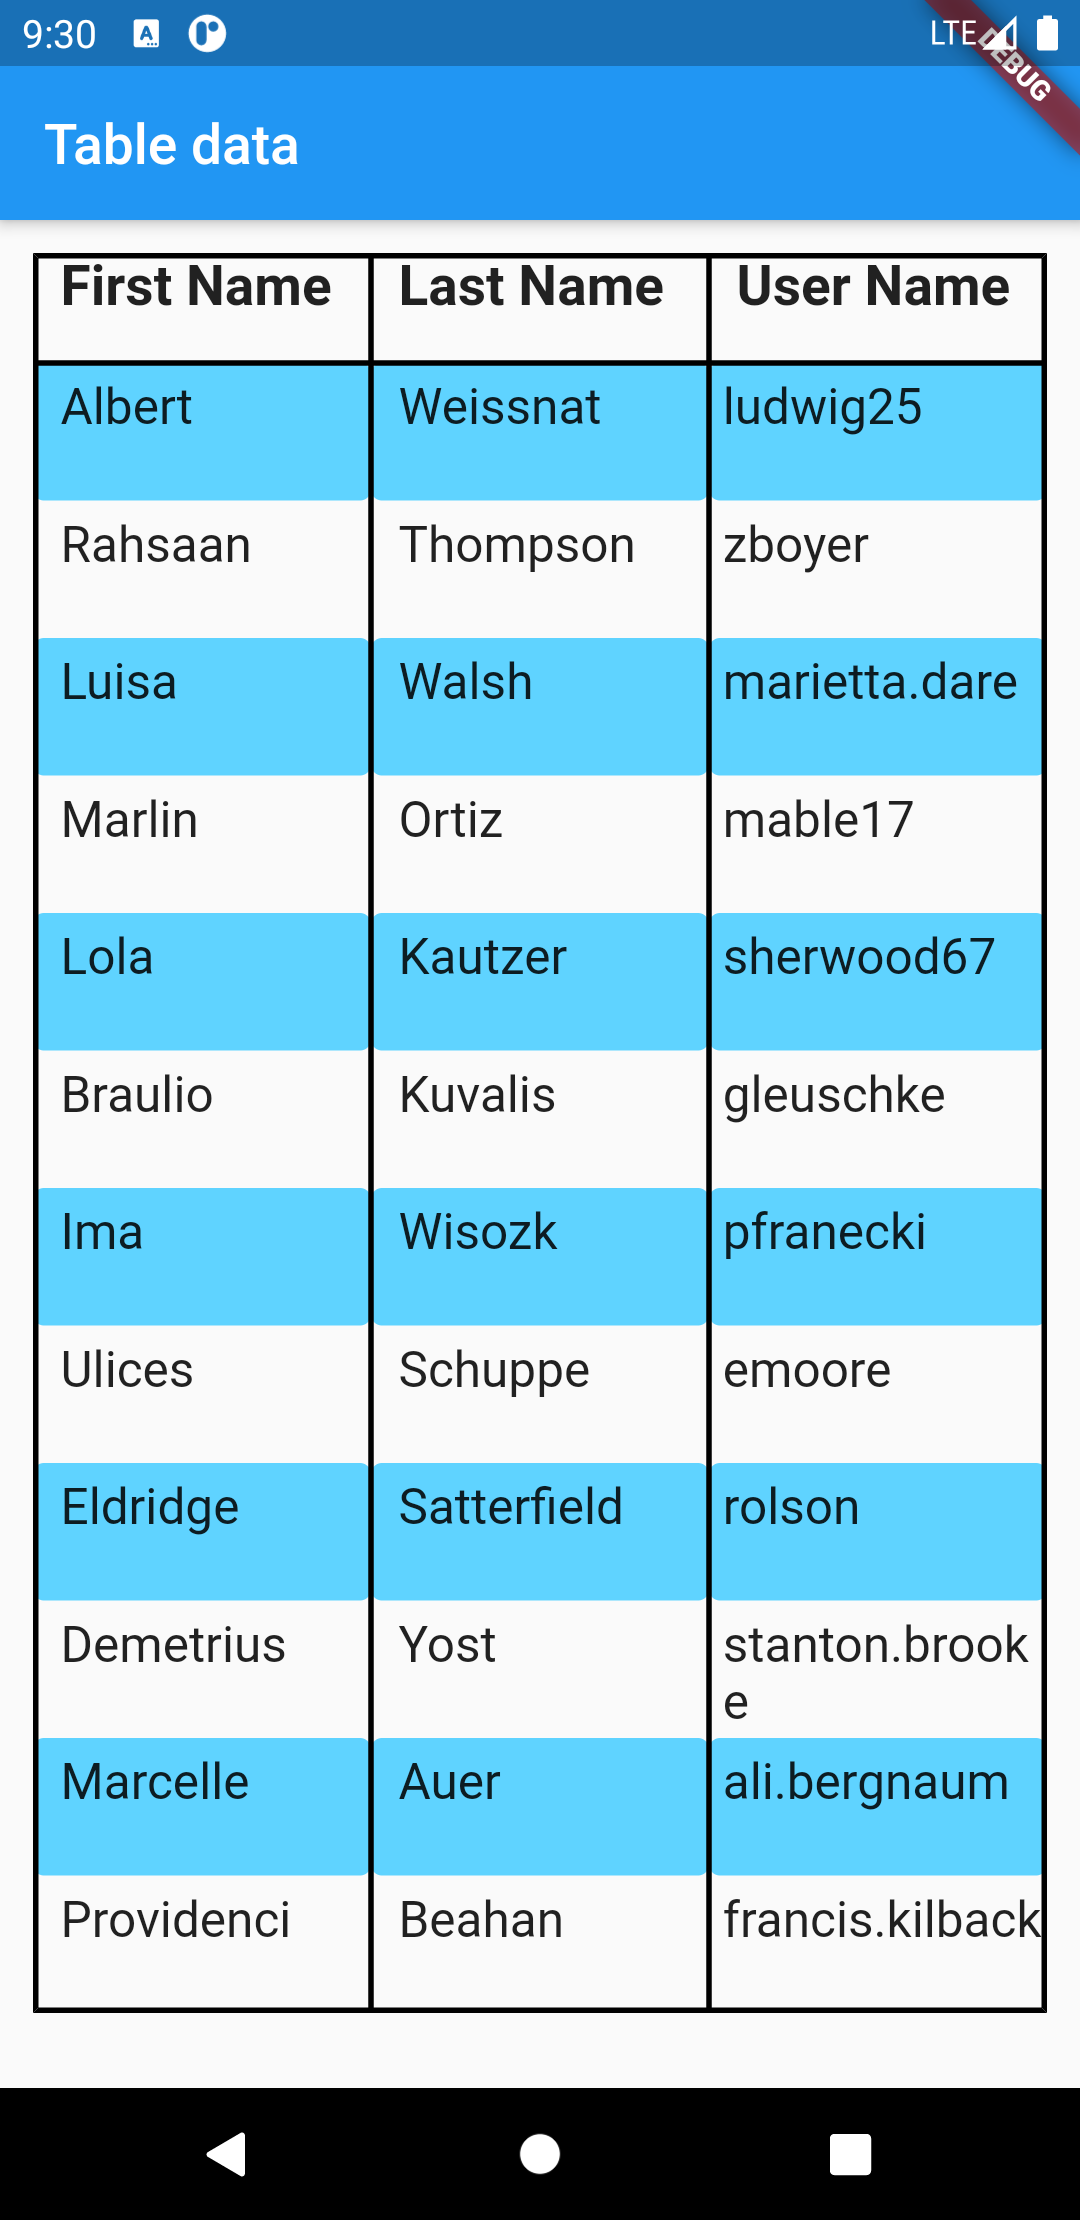 9:30 A LTE
DEBUG
Table data
First Name Last Name User Name
Albert Weissnat ludwig25
Rahsaan Thompson zboyer
Luisa Walsh marietta.dare
Marlin Ortiz mable17
Lola Kautzer sherwood67
Braulio Kuvalis gleuschke
Ima Wisozk pfranecki
Ulices Schuppe emoore
Eldridge Satterfield rolson
Demetrius Yost stanton.brook
e
Marcelle Auer ali.bergnaum
Providenci Beahan francis.kilback